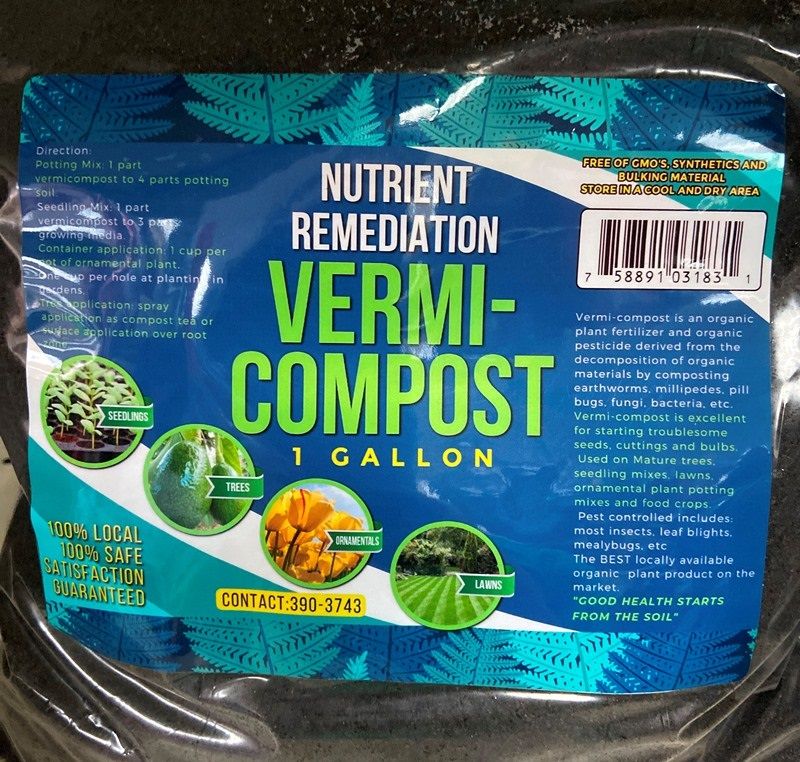 Direction:
Potting Mix: 1 part
vermicompost to 4 parts potting
soil
Seedling Mix: 1 part
vermicompost to 3 parts
growing media.
Container application: 1 cup per
pot of ornamental plant.
One cup per hole at planting in
gardens.
Tree application: spray
application as compost tea or
surface application over root
zone.
NUTRIENT
REMEDIATION
VERMI-
COMPOST
1 GALLON
SEEDLINGS
TREES
ORNAMENTALS
LAWNS
100% LOCAL
100% SAFE
SATISFACTION
GUARANTEED
CONTACT:390-3743
FREE OF GMO'S, SYNTHETICS AND
BULKING MATERIAL
STORE IN A COOL AND DRY AREA
7 58891 03183 1
Vermi-compost is an organic
plant fertilizer and organic
pesticide derived from the
decomposition of organic
materials by composting
earthworms, millipedes, pill
bugs, fungi, bacteria, etc.
Vermi-compost is excellent
for starting troublesome
seeds, cuttings and bulbs.
Used on Mature trees,
seedling mixes, lawns,
ornamental plant potting
mixes and food crops.
Pest controlled includes:
most insects, leaf blights,
mealybugs, etc
The BEST locally available
organic plant product on the
market.
"GOOD HEALTH STARTS
FROM THE SOIL"